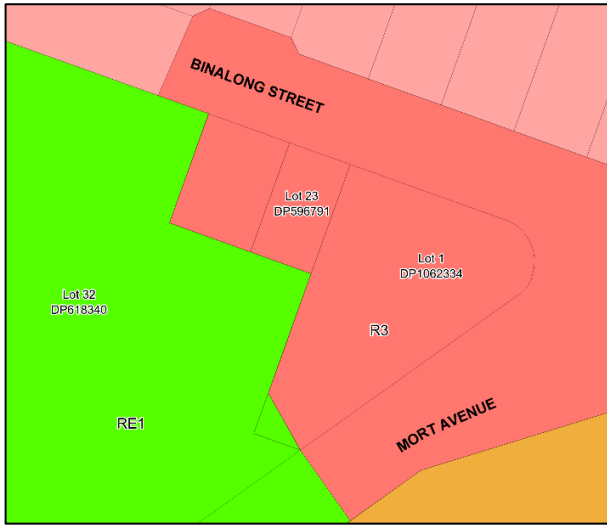 BINALONG STREET
Lot 23
DP596791
Lot 1
DP1062334
Lot 32
DP618340
R3
RE1
MORT AVENUE